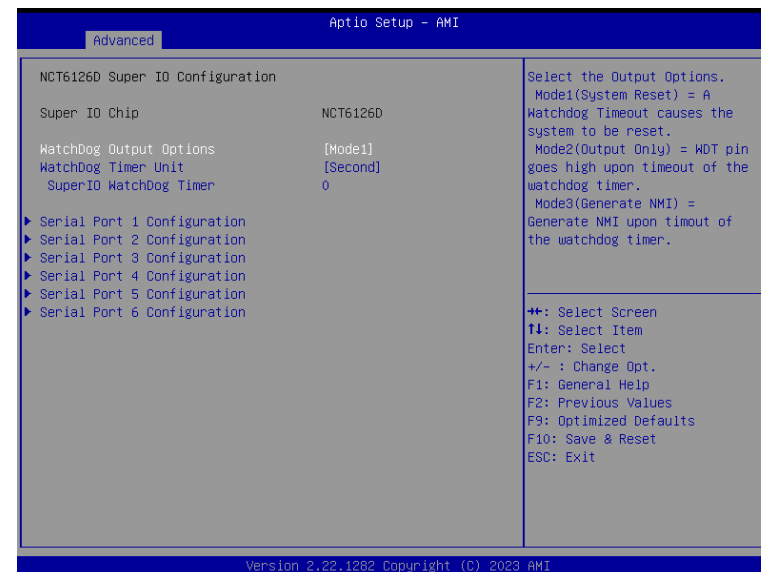 Aptio Setup – AMI
Advanced
NCT6126D Super IO Configuration
Super IO Chip NCT6126D
WatchDog Output Options [Mode1]
WatchDog Timer Unit [Second]
SuperIO WatchDog Timer 0
▶ Serial Port 1 Configuration
▶ Serial Port 2 Configuration
▶ Serial Port 3 Configuration
▶ Serial Port 4 Configuration
▶ Serial Port 5 Configuration
▶ Serial Port 6 Configuration
Select the Output Options.
Mode1(System Reset) = A
Watchdog Timeout causes the
system to be reset.
Mode2(Output Only) = WDT pin
goes high upon timeout of the
watchdog timer.
Mode3(Generate NMI) =
Generate NMI upon timout of
the watchdog timer.
→←: Select Screen
↑↓: Select Item
Enter: Select
+/- : Change Opt.
F1: General Help
F2: Previous Values
F9: Optimized Defaults
F10: Save & Reset
ESC: Exit
Version 2.22.1282 Copyright (C) 2023 AMI